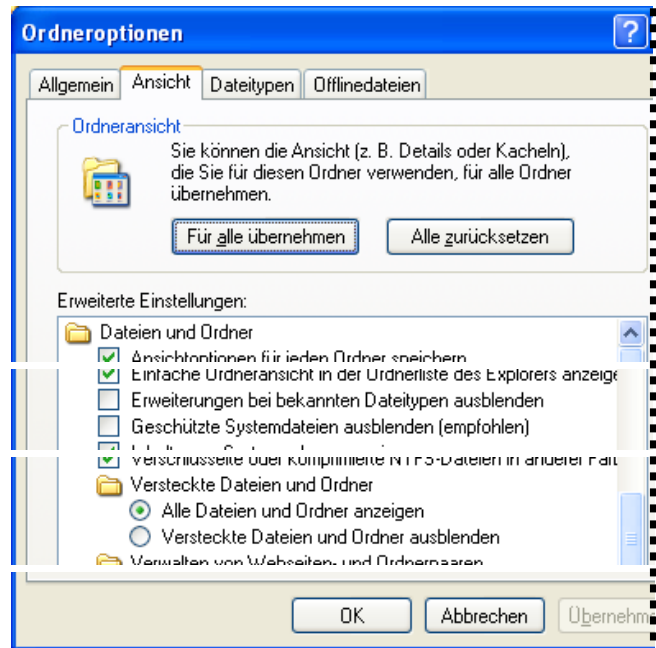 Ordneroptionen
?
Allgemein Ansicht Dateitypen Offlinedateien
Ordneransicht
Sie können die Ansicht (z. B. Details oder Kacheln),
die Sie für diesen Ordner verwenden, für alle Ordner
übernehmen.
Für alle übernehmen Alle zurücksetzen
Erweiterte Einstellungen:
Dateien und Ordner
Ansichtoptionen für jeden Ordner speichern
Einfache Ordneransicht in der Ordnerliste des Explorers anzeige
Erweiterungen bei bekannten Dateitypen ausblenden
Geschützte Systemdateien ausblenden (empfohlen)
Verschlüsselte oder komprimierte NTFS-Dateien in anderer Farb
Versteckte Dateien und Ordner
Alle Dateien und Ordner anzeigen
Versteckte Dateien und Ordner ausblenden
Verwalten von Webseiten- und Ordnerpaaren
OK Abbrechen Übernehm